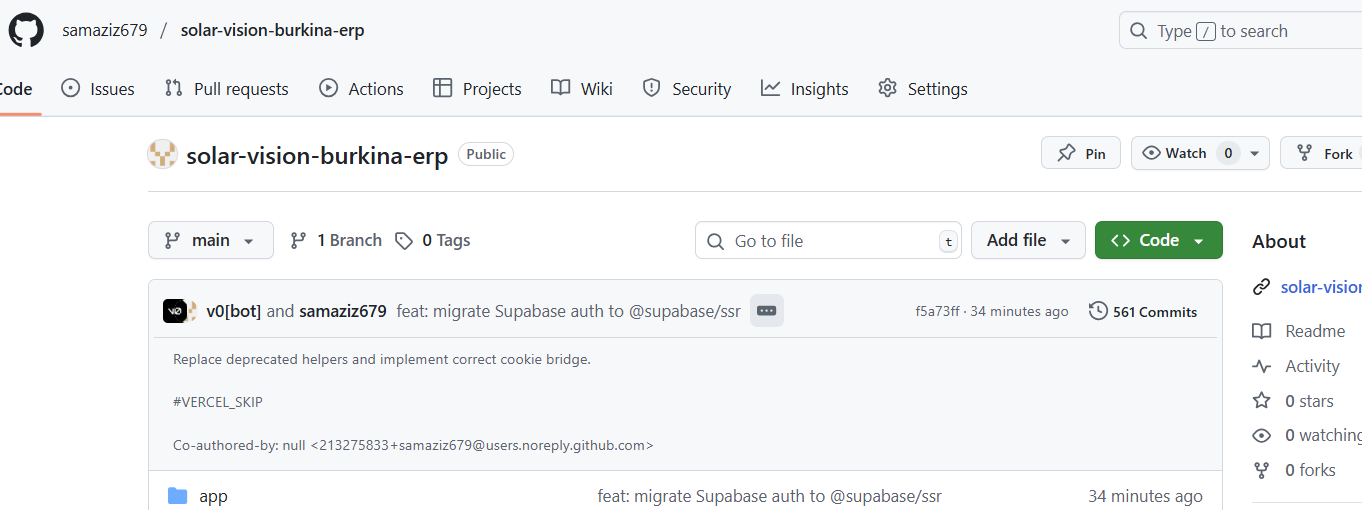 samaziz679 / solar-vision-burkina-erp Type / to search
Code Issues Pull requests Actions Projects Wiki Security Insights Settings
solar-vision-burkina-erp Public Pin Watch 0 Fork
main 1 Branch 0 Tags Go to file t Add file Code About
v0 v0[bot] and samaziz679 feat: migrate Supabase auth to @supabase/ssr f5a73ff · 34 minutes ago 561 Commits
solar-vision
Replace deprecated helpers and implement correct cookie bridge.
Readme
Activity
#VERCEL_SKIP
0 stars
0 watching
Co-authored-by: null <213275833+samaziz679@users.noreply.github.com>
0 forks
app feat: migrate Supabase auth to @supabase/ssr 34 minutes ago